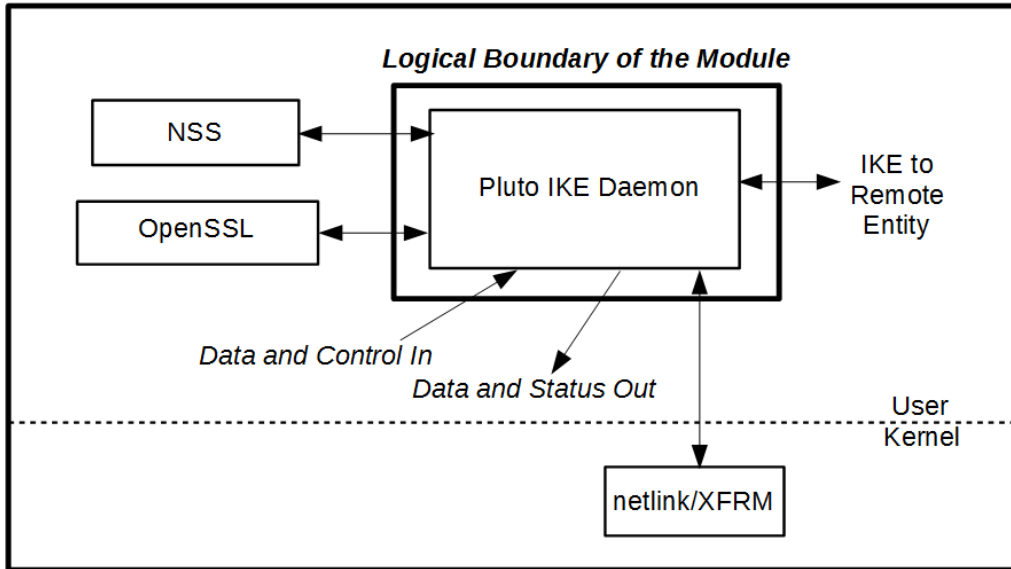 Logical Boundary of the Module
NSS
OpenSSL
Pluto IKE Daemon
IKE to
Remote
Entity
Data and Control In
Data and Status Out
User
Kernel
netlink/XFRM